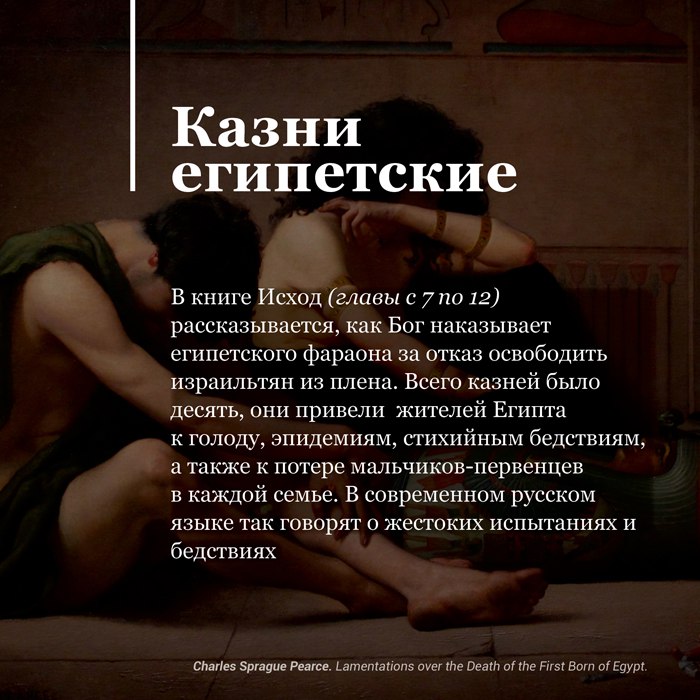 Казни
египетские
В книге Исход (главы с 7 по 12)
рассказывается, как Бог наказывает
египетского фараона за отказ освободить
израильтян из плена. Всего казней было
десять, они привели  жителей Египта
к голоду, эпидемиям, стихийным бедствиям,
а также к потере мальчиков-первенцев
в каждой семье. В современном русском
языке так говорят о жестоких испытаниях и
бедствиях
Charles Sprague Pearce. Lamentations over the Death of the First Born of Egypt.